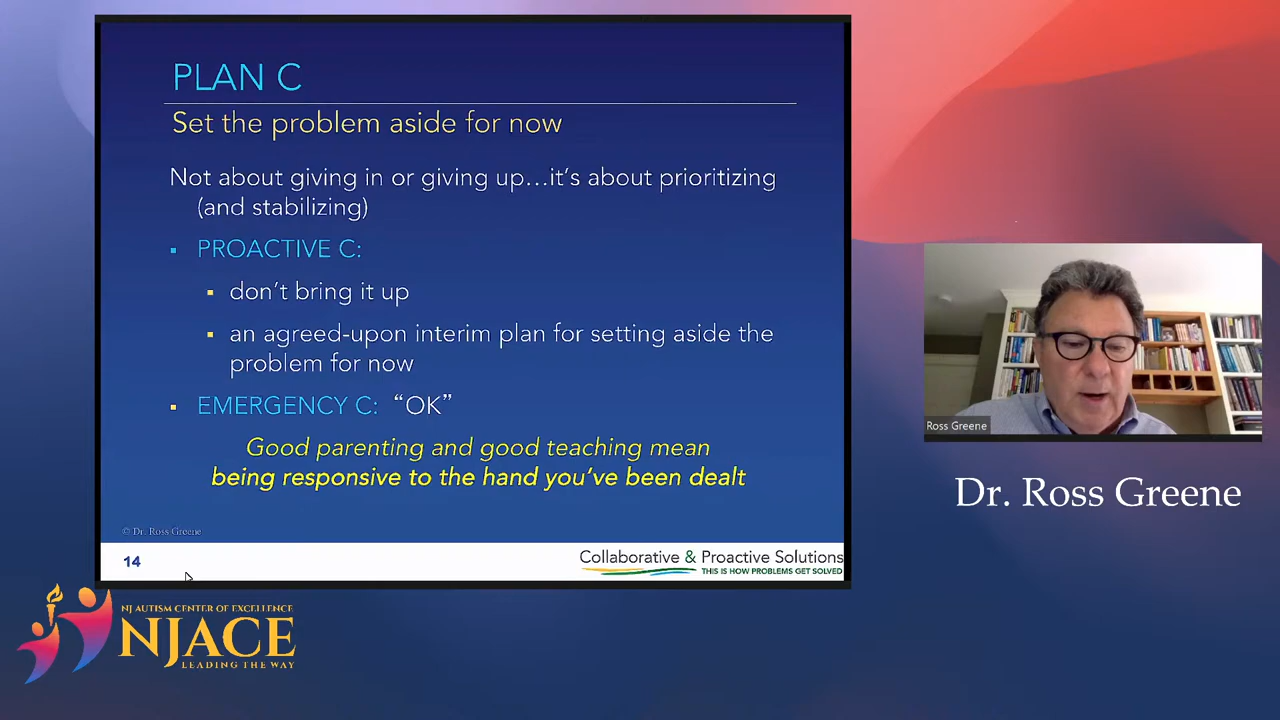 PLAN C
Set the problem aside for now
Not about giving in or giving up…it’s about prioritizing
(and stabilizing)
▪ PROACTIVE C:
▪ don’t bring it up
▪ an agreed-upon interim plan for setting aside the
problem for now
▪ EMERGENCY C: “OK”
Good parenting and good teaching mean
being responsive to the hand you’ve been dealt
© Dr. Ross Greene
14
Collaborative & Proactive Solutions
THIS IS HOW PROBLEMS GET SOLVED
Ross Greene
Dr. Ross Greene
NJ AUTISM CENTER OF EXCELLENCE
NJACE
LEADING THE WAY